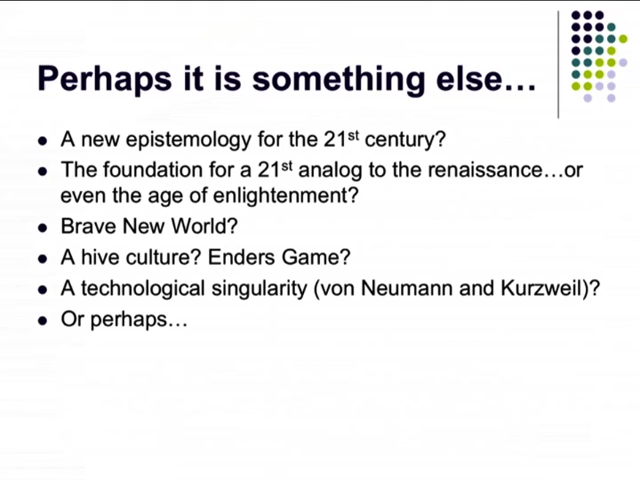 Perhaps it is something else…
• A new epistemology for the 21st century?
• The foundation for a 21st analog to the renaissance…or
even the age of enlightenment?
• Brave New World?
• A hive culture? Enders Game?
• A technological singularity (von Neumann and Kurzweil)?
• Or perhaps…